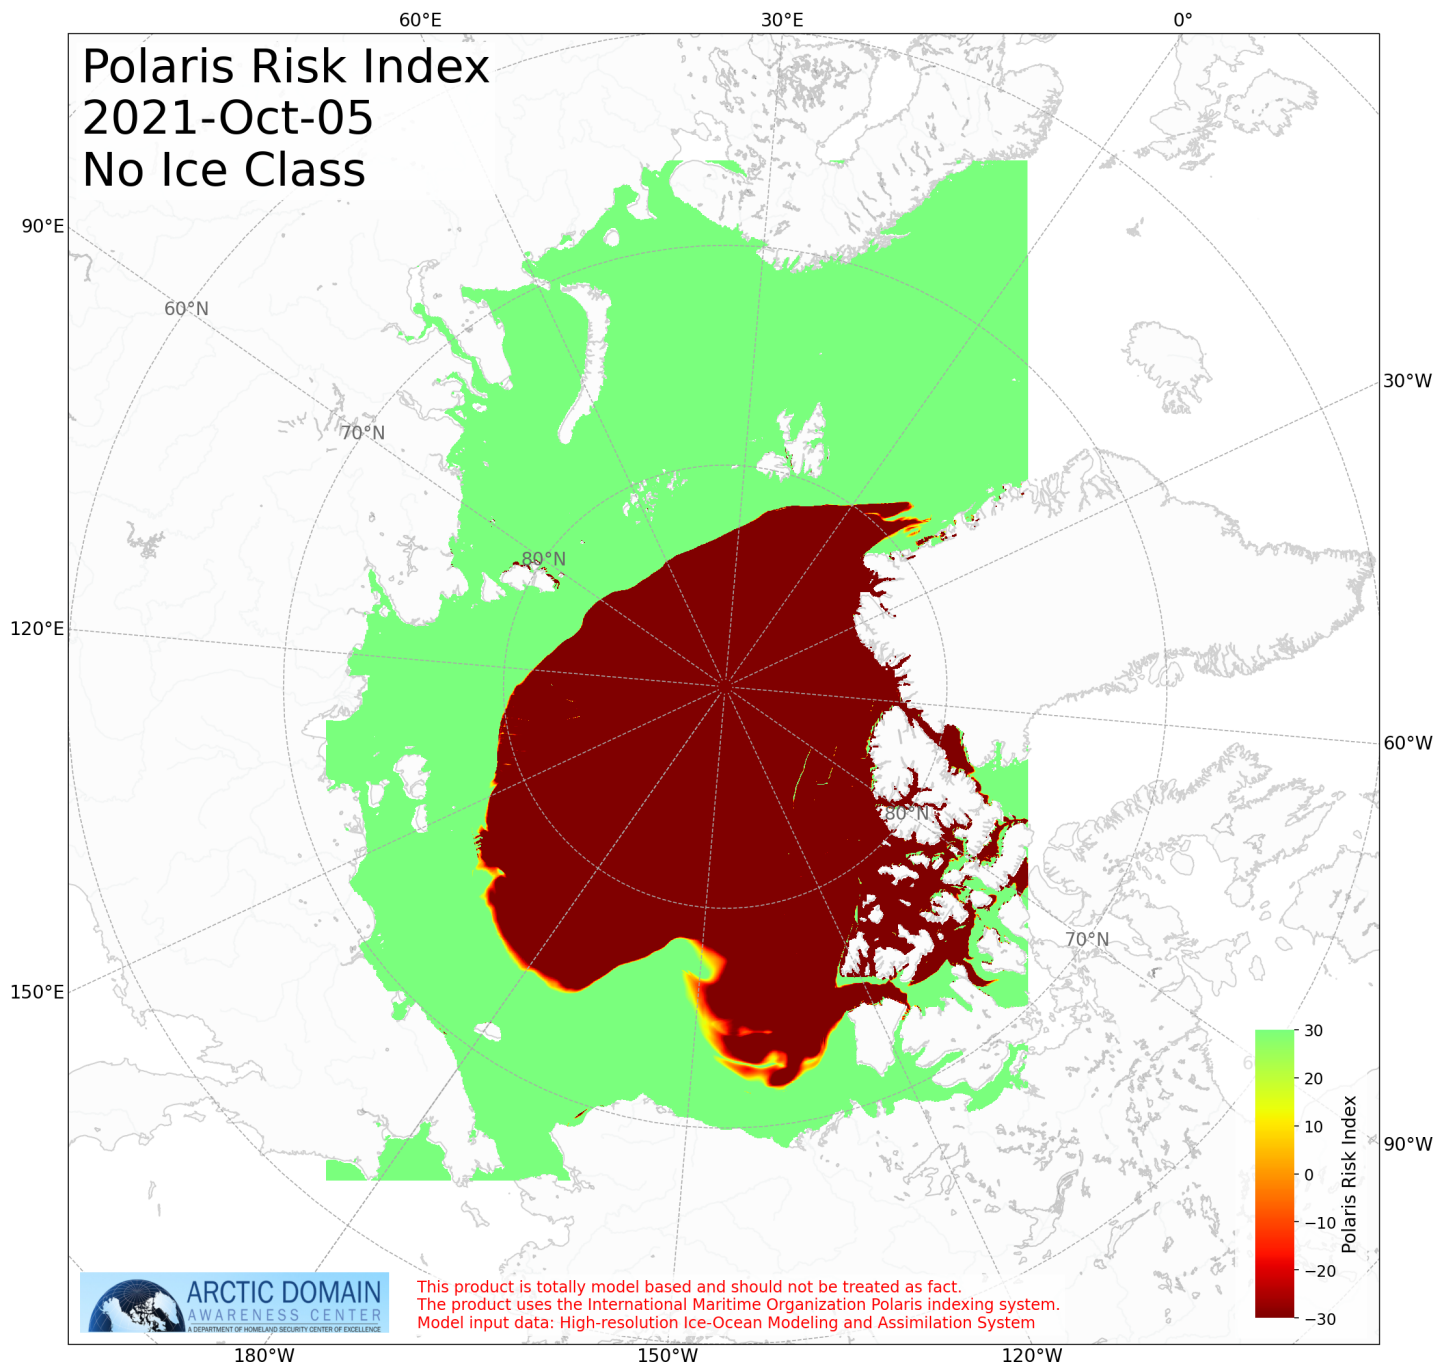 60°E 30°E 0°
Polaris Risk Index
2021-Oct-05
No Ice Class
90°E
60°N
30°W
70°N
80°N
120°E
60°W
80°N
70°N
150°E
30
20
10
0
−10
−20
−30
Polaris Risk Index
90°W
ARCTIC DOMAIN
AWARENESS CENTER
A DEPARTMENT OF HOMELAND SECURITY CENTER OF EXCELLENCE
This product is totally model based and should not be treated as fact.
The product uses the International Maritime Organization Polaris indexing system.
Model input data: High-resolution Ice-Ocean Modeling and Assimilation System
180°W 150°W 120°W